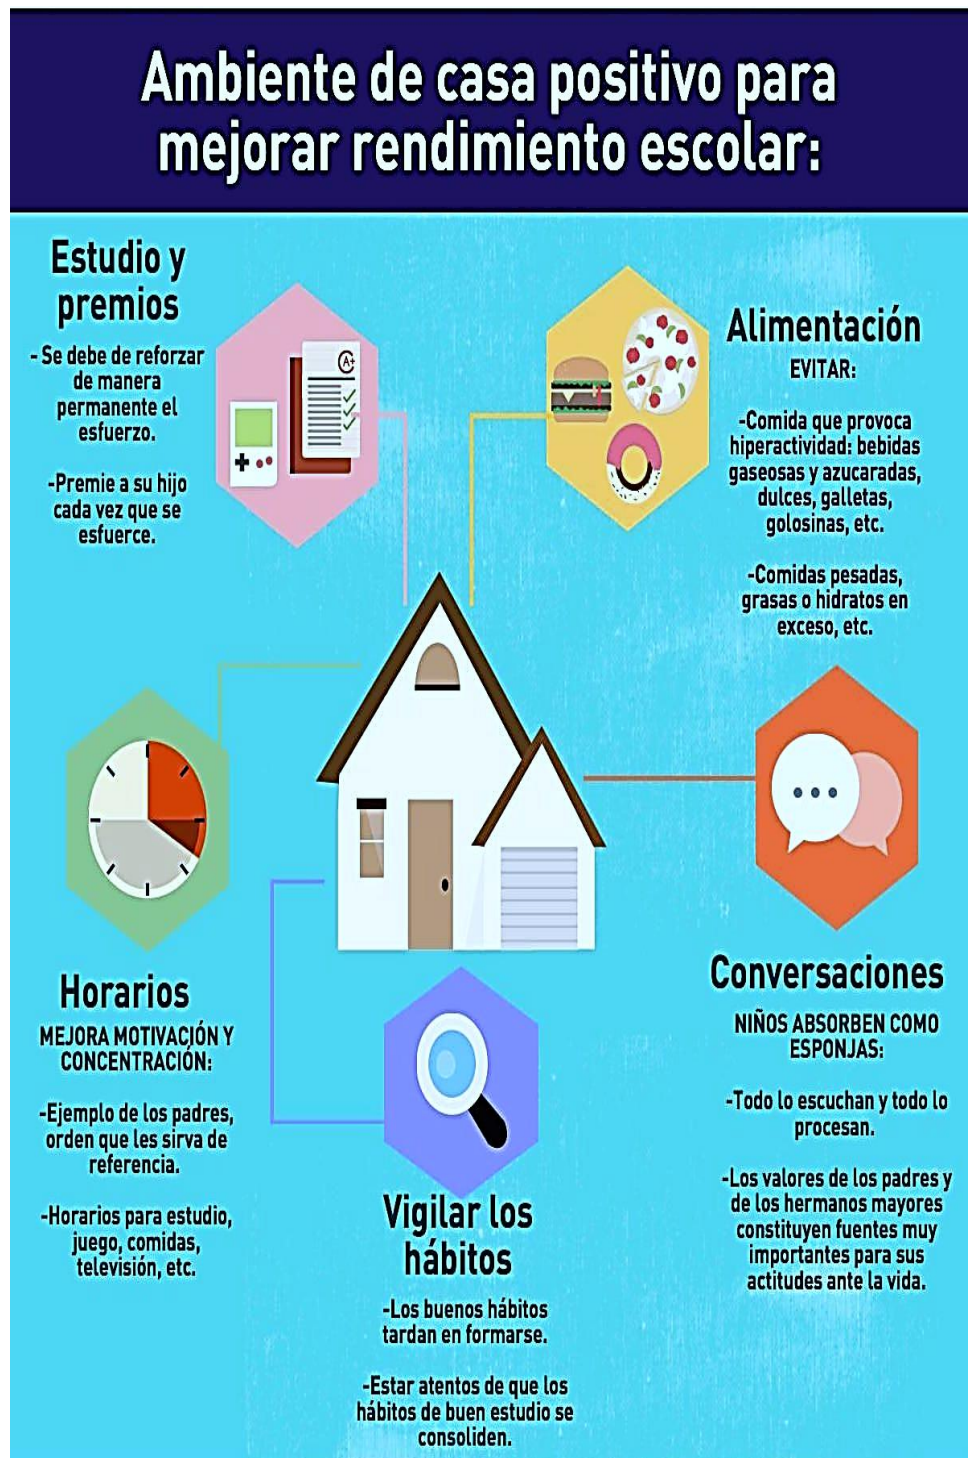 Ambiente de casa positivo para
mejorar rendimiento escolar:
Estudio y
premios
- Se debe de reforzar
de manera
permanente el
esfuerzo.
-Premie a su hijo
cada vez que se
esfuerce.
A+
Alimentación
EVITAR:
-Comida que provoca
hiperactividad: bebidas
gaseosas y azucaradas,
dulces, galletas,
golosinas, etc.
-Comidas pesadas,
grasas o hidratos en
exceso, etc.
Horarios
MEJORA MOTIVACIÓN Y
CONCENTRACIÓN:
-Ejemplo de los padres,
orden que les sirva de
referencia.
-Horarios para estudio,
juego, comidas,
televisión, etc.
Vigilar los
hábitos
-Los buenos hábitos
tardan en formarse.
-Estar atentos de que los
hábitos de buen estudio se
consoliden.
Conversaciones
NIÑOS ABSORBEN COMO
ESPONJAS:
-Todo lo escuchan y todo lo
procesan.
-Los valores de los padres y
de los hermanos mayores
constituyen fuentes muy
importantes para sus
actitudes ante la vida.